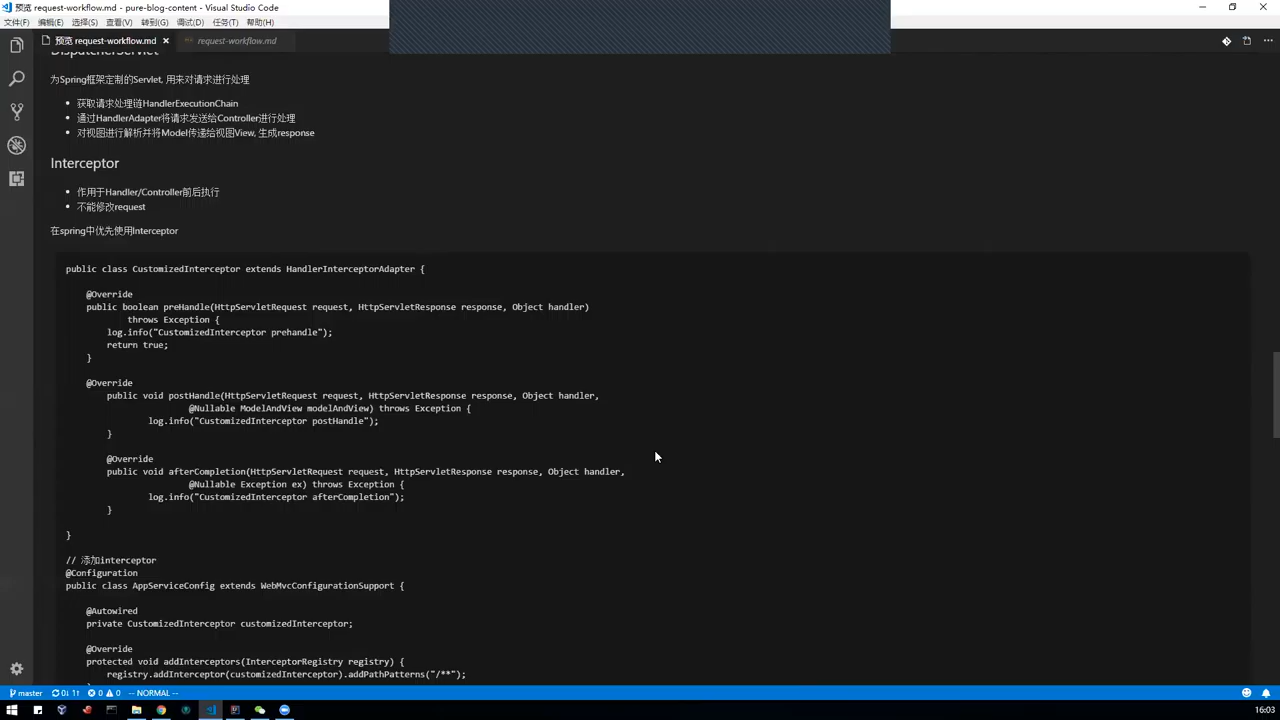 预览 request-workflow.md - pure-blog-content - Visual Studio Code
文件(F) 编辑(E) 选择(S) 查看(V) 转到(G) 调试(D) 任务(T) 帮助(H)
预览 request-workflow.md request-workflow.md
DispatcherServlet
为Spring框架定制的Servlet, 用来对请求进行处理
• 获取请求处理链HandlerExecutionChain
• 通过HandlerAdapter将请求发送给Controller进行处理
• 对视图进行解析并将Model传递给视图View, 生成response
Interceptor
• 作用于Handler/Controller前后执行
• 不能修改request
在spring中优先使用Interceptor
public class CustomizedInterceptor extends HandlerInterceptorAdapter {
@Override
public boolean preHandle(HttpServletRequest request, HttpServletResponse response, Object handler)
throws Exception {
log.info("CustomizedInterceptor prehandle");
return true;
}
@Override
public void postHandle(HttpServletRequest request, HttpServletResponse response, Object handler,
@Nullable ModelAndView modelAndView) throws Exception {
log.info("CustomizedInterceptor postHandle");
}
@Override
public void afterCompletion(HttpServletRequest request, HttpServletResponse response, Object handler,
@Nullable Exception ex) throws Exception {
log.info("CustomizedInterceptor afterCompletion");
}
}
// 添加interceptor
@Configuration
public class AppServiceConfig extends WebMvcConfigurationSupport {
@Autowired
private CustomizedInterceptor customizedInterceptor;
@Override
protected void addInterceptors(InterceptorRegistry registry) {
registry.addInterceptor(customizedInterceptor).addPathPatterns("/**");
master 0↓ 1↑ 0 0 -- NORMAL --
16:03